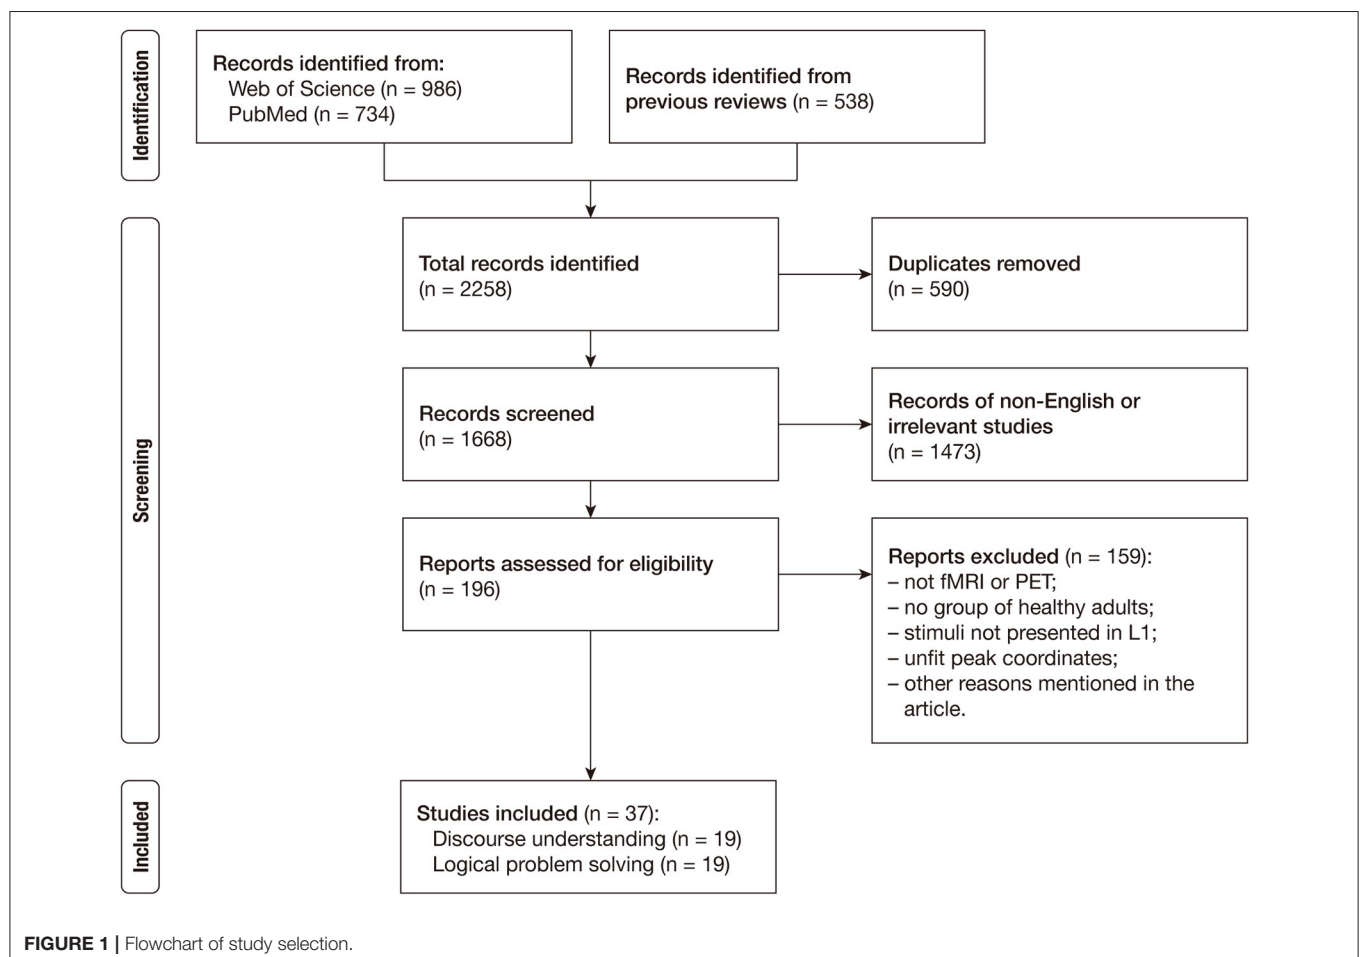 Identification
Records identified from:
Web of Science (n = 986)
PubMed (n = 734)
Records identified from
previous reviews (n = 538)
Screening
Total records identified
(n = 2258)
Duplicates removed
(n = 590)
Records screened
(n = 1668)
Records of non-English or
irrelevant studies
(n = 1473)
Reports assessed for eligibility
(n = 196)
Reports excluded (n = 159):
– not fMRI or PET;
– no group of healthy adults;
– stimuli not presented in L1;
– unfit peak coordinates;
– other reasons mentioned in the
article.
Included
Studies included (n = 37):
Discourse understanding (n = 19)
Logical problem solving (n = 19)
FIGURE 1 | Flowchart of study selection.